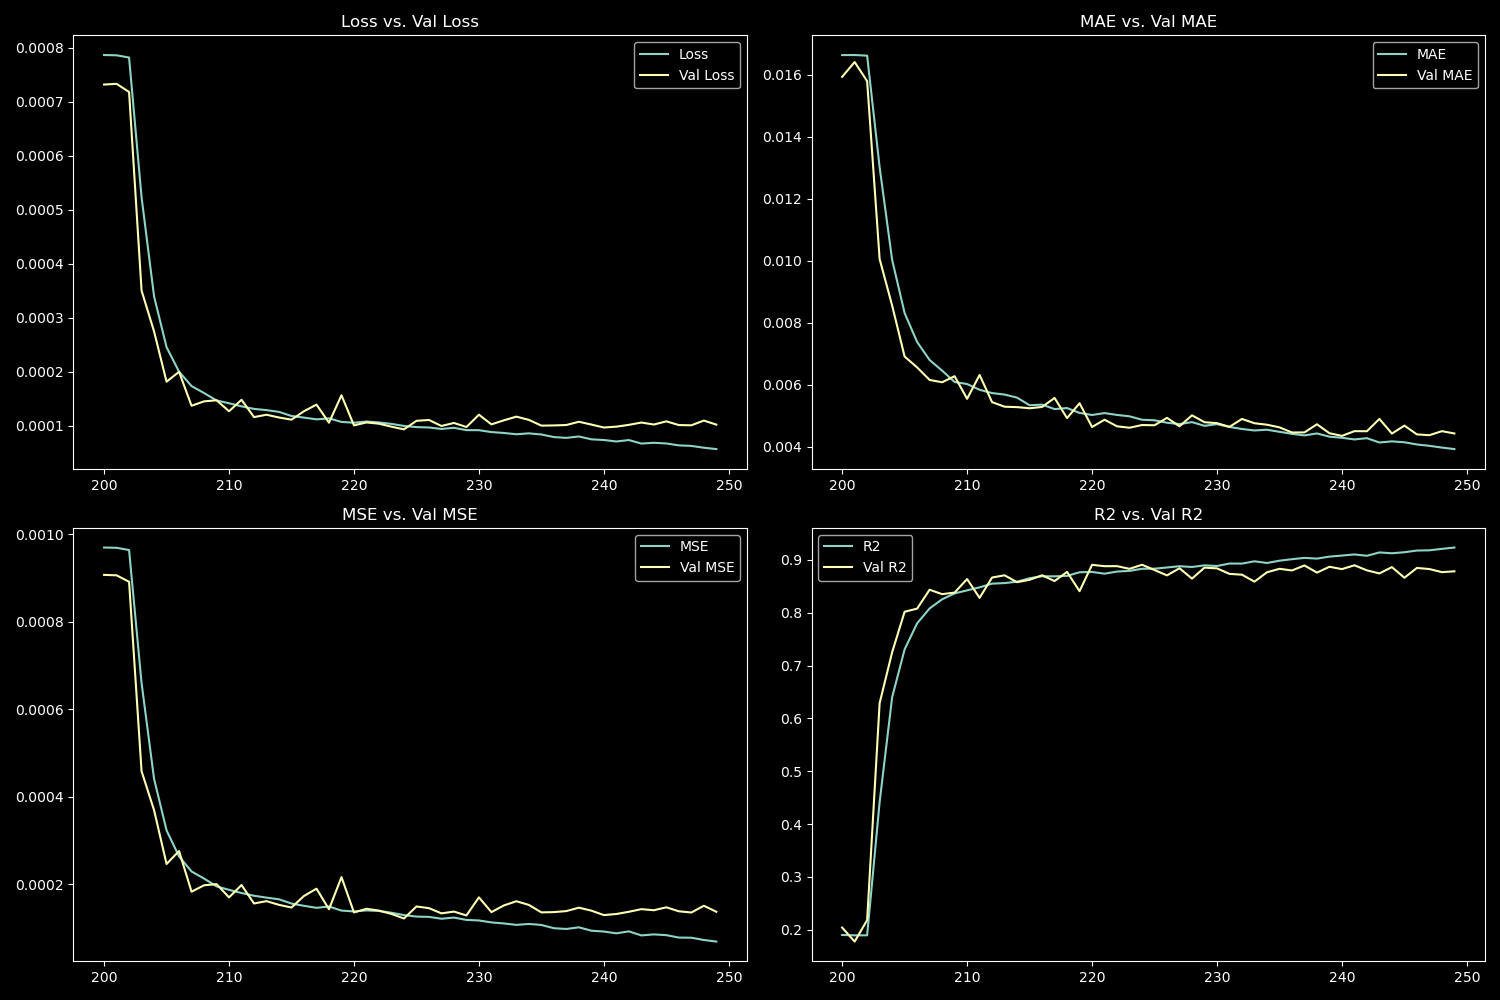 Loss vs. Val Loss
0.0008
0.0007
0.0006
0.0005
0.0004
0.0003
0.0002
0.0001
200 210 220 230 240 250
Loss
Val Loss
MAE vs. Val MAE
0.016
0.014
0.012
0.010
0.008
0.006
0.004
200 210 220 230 240 250
MAE
Val MAE
MSE vs. Val MSE
0.0010
0.0008
0.0006
0.0004
0.0002
200 210 220 230 240 250
MSE
Val MSE
R2 vs. Val R2
0.9
0.8
0.7
0.6
0.5
0.4
0.3
0.2
200 210 220 230 240 250
R2
Val R2